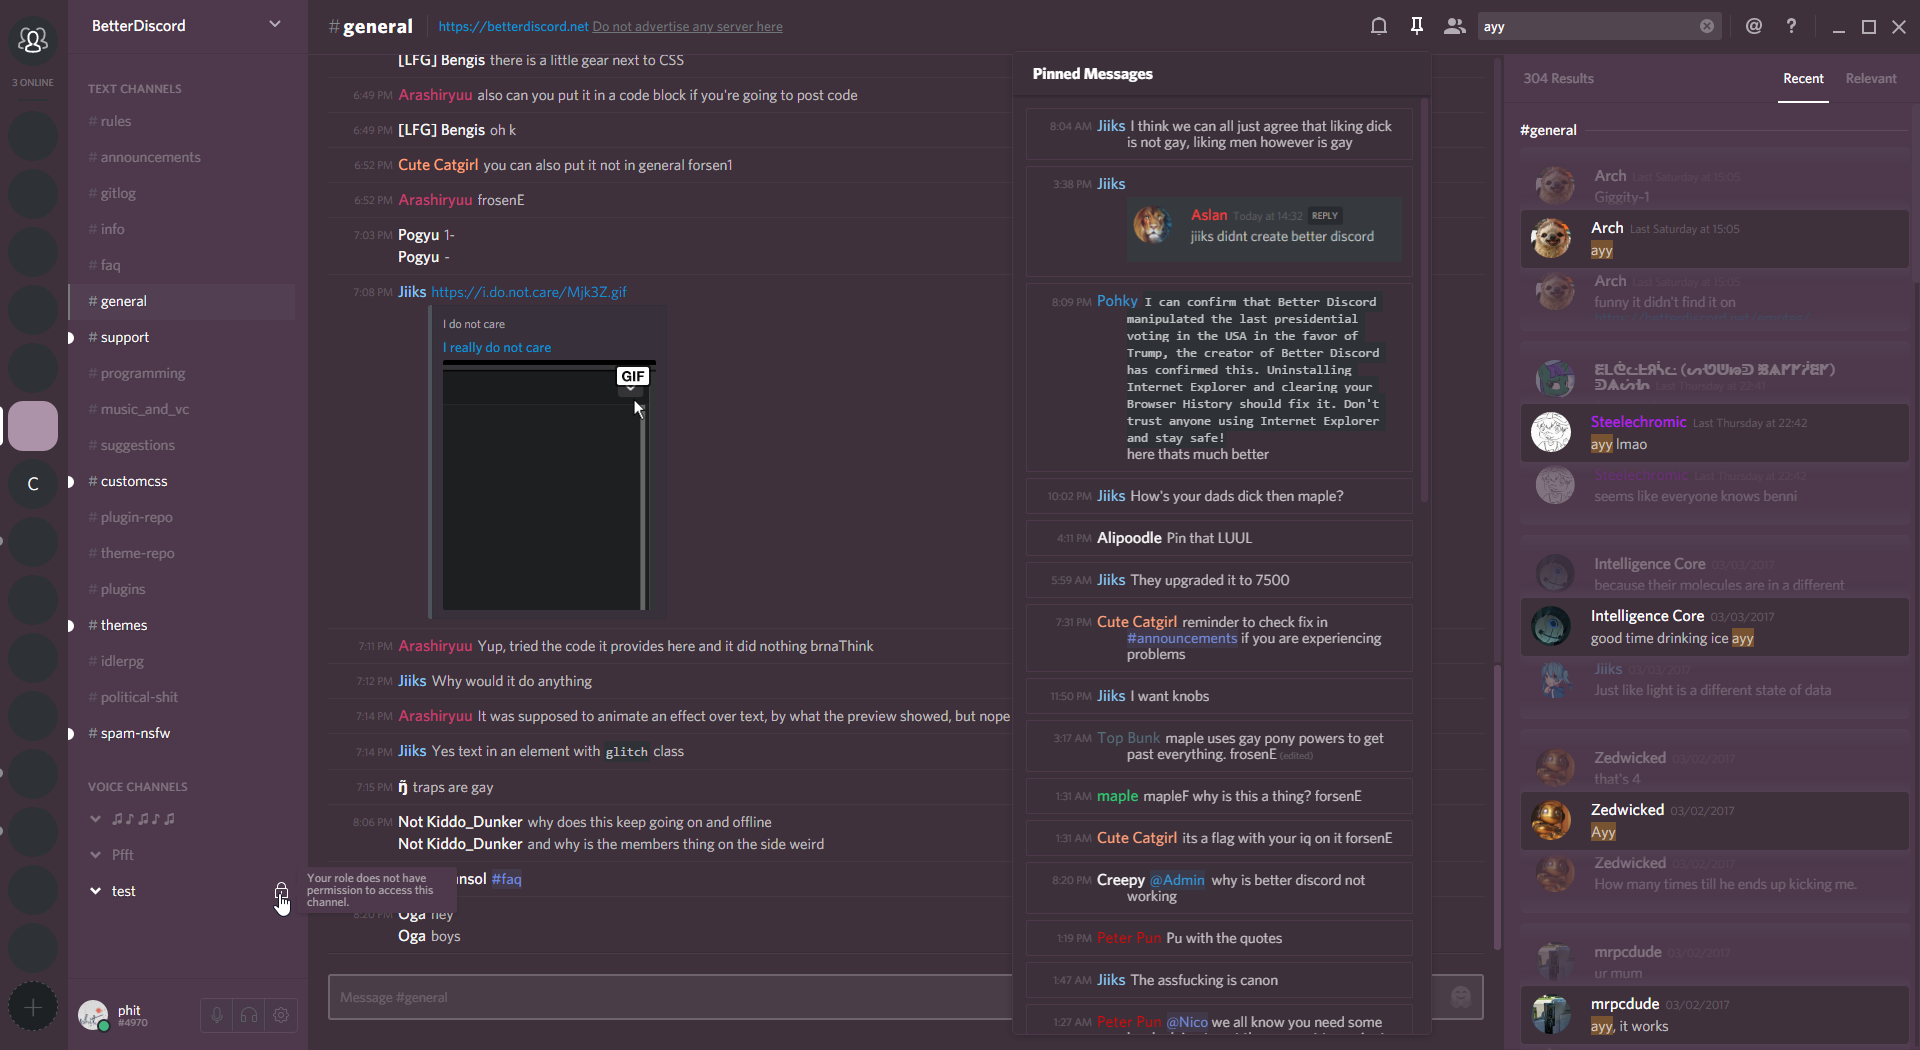 BetterDiscord
3 ONLINE
C
TEXT CHANNELS
# rules
# announcements
# gitlog
# info
# faq
# general
# support
# programming
# music_and_vc
# suggestions
# customcss
# plugin-repo
# theme-repo
# plugins
# themes
# idlerpg
# political-shit
# spam-nsfw
VOICE CHANNELS
♫♪♫♪♫
Pfft
test
Your role does not have
permission to access this
channel.
phit
#4970
#general
https://betterdiscord.net Do not advertise any server here
ayy
[LFG] Bengis there is a little gear next to CSS
6:49 PM Arashiryuu also can you put it in a code block if you're going to post code
6:49 PM [LFG] Bengis oh k
6:52 PM Cute Catgirl you can also put it not in general forsen1
6:52 PM Arashiryuu frosenE
7:03 PM Pogyu 1-
Pogyu -
7:08 PM Jiiks https://i.do.not.care/Mjk3Z.gif
I do not care
I really do not care
GIF
7:11 PM Arashiryuu Yup, tried the code it provides here and it did nothing brnaThink
7:12 PM Jiiks Why would it do anything
7:14 PM Arashiryuu It was supposed to animate an effect over text, by what the preview showed, but nope
7:14 PM Jiiks Yes text in an element with glitch class
7:15 PM traps are gay
8:06 PM Not Kiddo_Dunker why does this keep going on and offline
Not Kiddo_Dunker and why is the members thing on the side weird
nsol #faq
8:20 PM Oga hey
Oga boys
Message #general
Pinned Messages
8:04 AM Jiiks I think we can all just agree that liking dick
is not gay, liking men however is gay
3:38 PM Jiiks
Aslan Today at 14:32 REPLY
jiiks didnt create better discord
8:09 PM Pohky I can confirm that Better Discord
manipulated the last presidential
voting in the USA in the favor of
Trump, the creator of Better Discord
has confirmed this. Uninstalling
Internet Explorer and clearing your
Browser History should fix it. Don't
trust anyone using Internet Explorer
and stay safe!
here thats much better
10:02 PM Jiiks How's your dads dick then maple?
4:11 PM Alipoodle Pin that LUUL
5:59 AM Jiiks They upgraded it to 7500
7:31 PM Cute Catgirl reminder to check fix in
#announcements if you are experiencing
problems
11:50 PM Jiiks I want knobs
3:17 AM Top Bunk maple uses gay pony powers to get
past everything. frosenE (edited)
1:31 AM maple mapleF why is this a thing? forsenE
1:31 AM Cute Catgirl its a flag with your iq on it forsenE
8:20 PM Creepy @Admin why is better discord not
working
1:19 PM Peter Pun Pu with the quotes
1:47 AM Jiiks The assfucking is canon
1:27 AM Peter Pun @Nico we all know you need some
304 Results
Recent
Relevant
#general
Arch Last Saturday at 15:05
Giggity-1
Arch Last Saturday at 15:05
ayy
Arch
funny it didn't find it on
Last Thursday at 22:41
Steelechromic Last Thursday at 22:42
ayy lmao
Steelechromic Last Thursday at 22:42
seems like everyone knows benni
Intelligence Core 03/03/2017
because their molecules are in a different
Intelligence Core 03/03/2017
good time drinking ice ayy
Jiiks 03/03/2017
Just like light is a different state of data
Zedwicked 03/02/2017
that's 4
Zedwicked 03/02/2017
Ayy
Zedwicked 03/02/2017
How many times till he ends up kicking me.
mrpcdude 03/02/2017
ur mum
mrpcdude 03/02/2017
ayy, it works